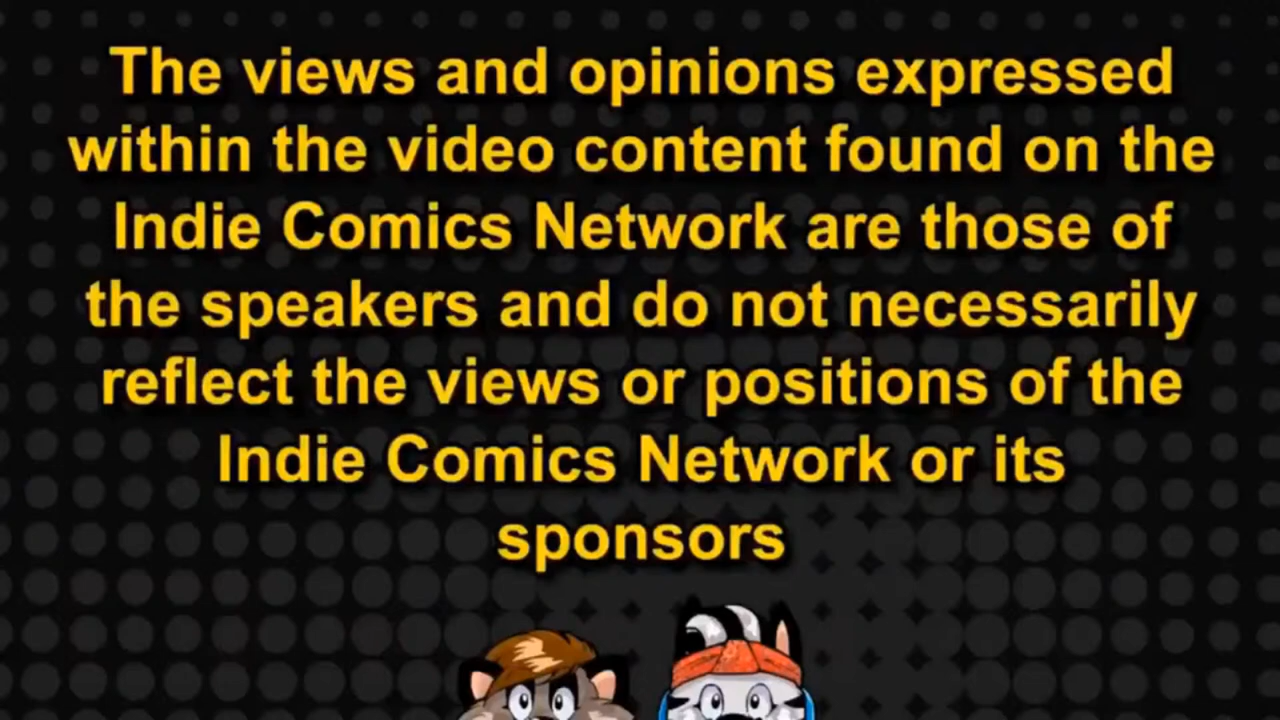 The views and opinions expressed
within the video content found on the
Indie Comics Network are those of
the speakers and do not necessarily
reflect the views or positions of the
Indie Comics Network or its
sponsors